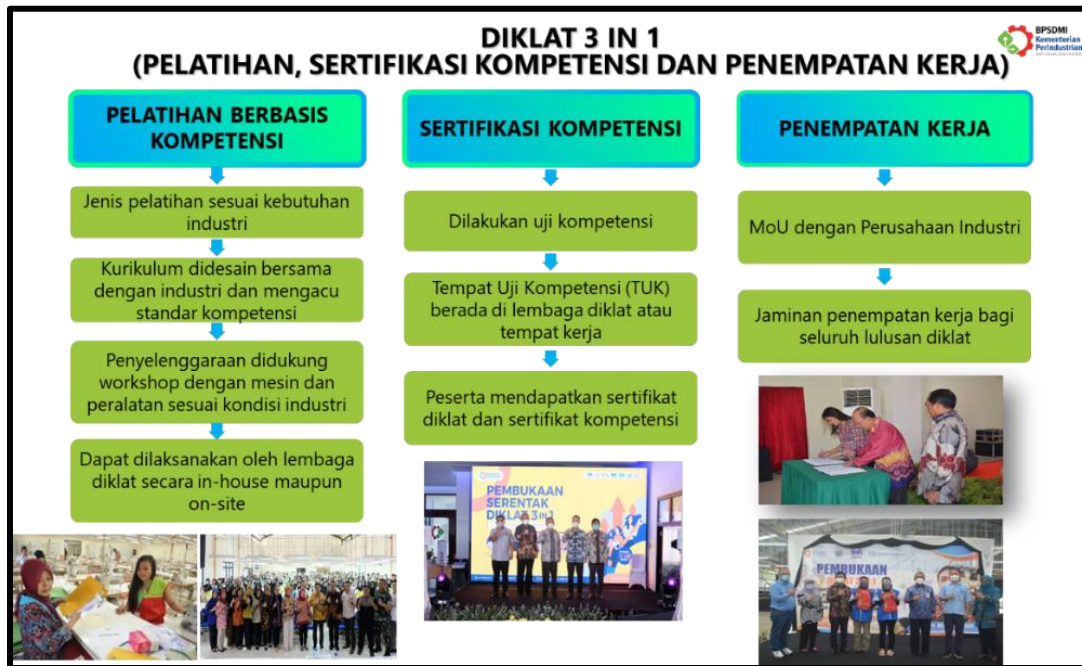 DIKLAT 3 IN 1
(PELATIHAN, SERTIFIKASI KOMPETENSI DAN PENEMPATAN KERJA)
BPSDMI
Kementerian
Perindustrian
PELATIHAN BERBASIS
KOMPETENSI
Jenis pelatihan sesuai kebutuhan
industri
Kurikulum didesain bersama
dengan industri dan mengacu
standar kompetensi
Penyelenggaraan didukung
workshop dengan mesin dan
peralatan sesuai kondisi industri
Dapat dilaksanakan oleh lembaga
diklat secara in-house maupun
on-site
SERTIFIKASI KOMPETENSI
Dilakukan uji kompetensi
Tempat Uji Kompetensi (TUK)
berada di lembaga diklat atau
tempat kerja
Peserta mendapatkan sertifikat
diklat dan sertifikat kompetensi
PEMBUKAAN
SERENTAK
DIKLAT 3 IN 1
PENEMPATAN KERJA
MoU dengan Perusahaan Industri
Jaminan penempatan kerja bagi
seluruh lulusan diklat
PEMBUKAAN